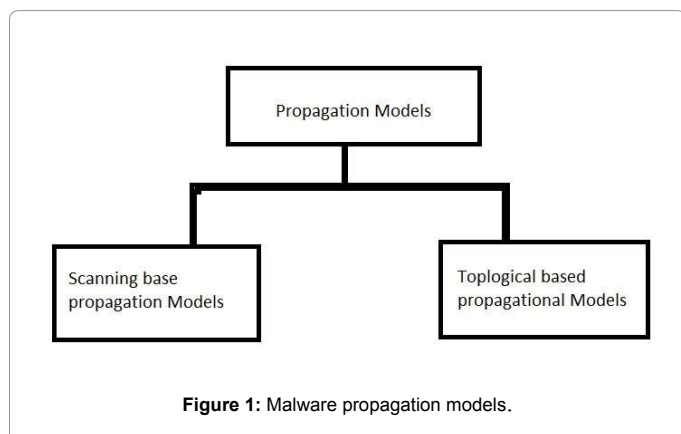 Propagation Models
Scanning base
propagation Models
Toplogical based
propagational Models
Figure 1: Malware propagation models.